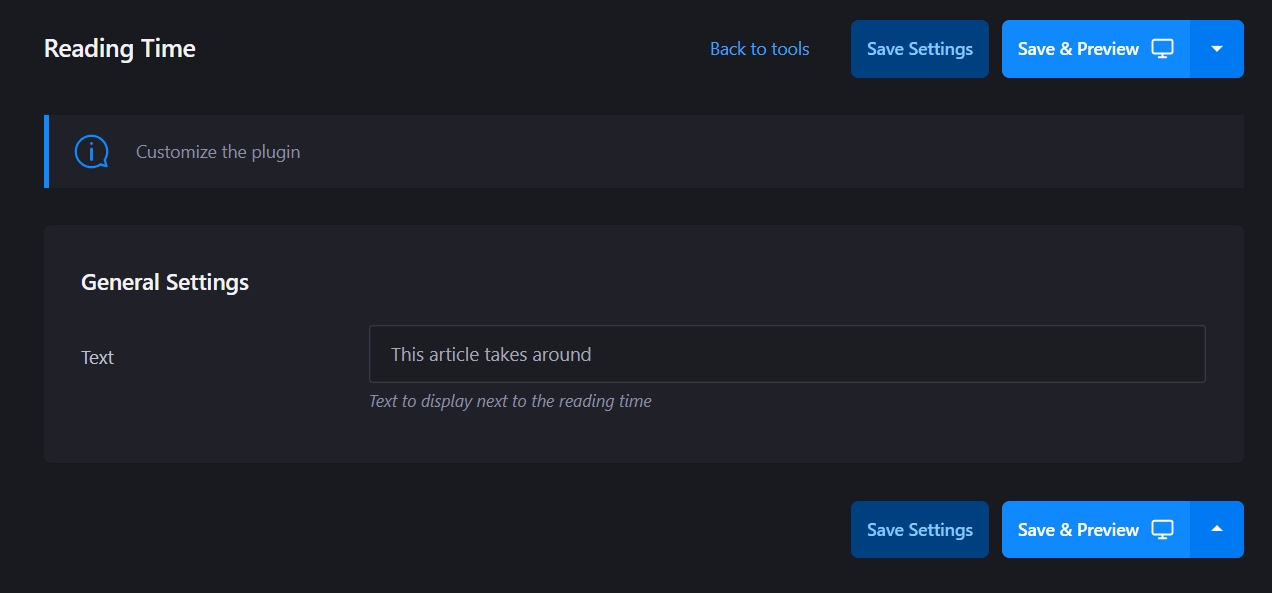 Reading Time
Back to tools
Save Settings
Save & Preview
Customize the plugin
General Settings
Text
This article takes around
Text to display next to the reading time
Save Settings
Save & Preview